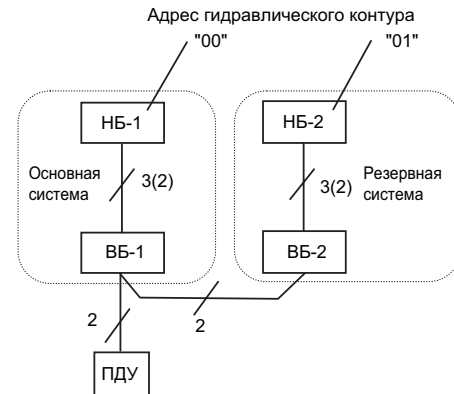 Адрес гидравлического контура
"00"
"01"
НБ-1
НБ-2
Основная
система
3(2)
3(2)
Резервная
система
ВБ-1
ВБ-2
2
2
ПДУ